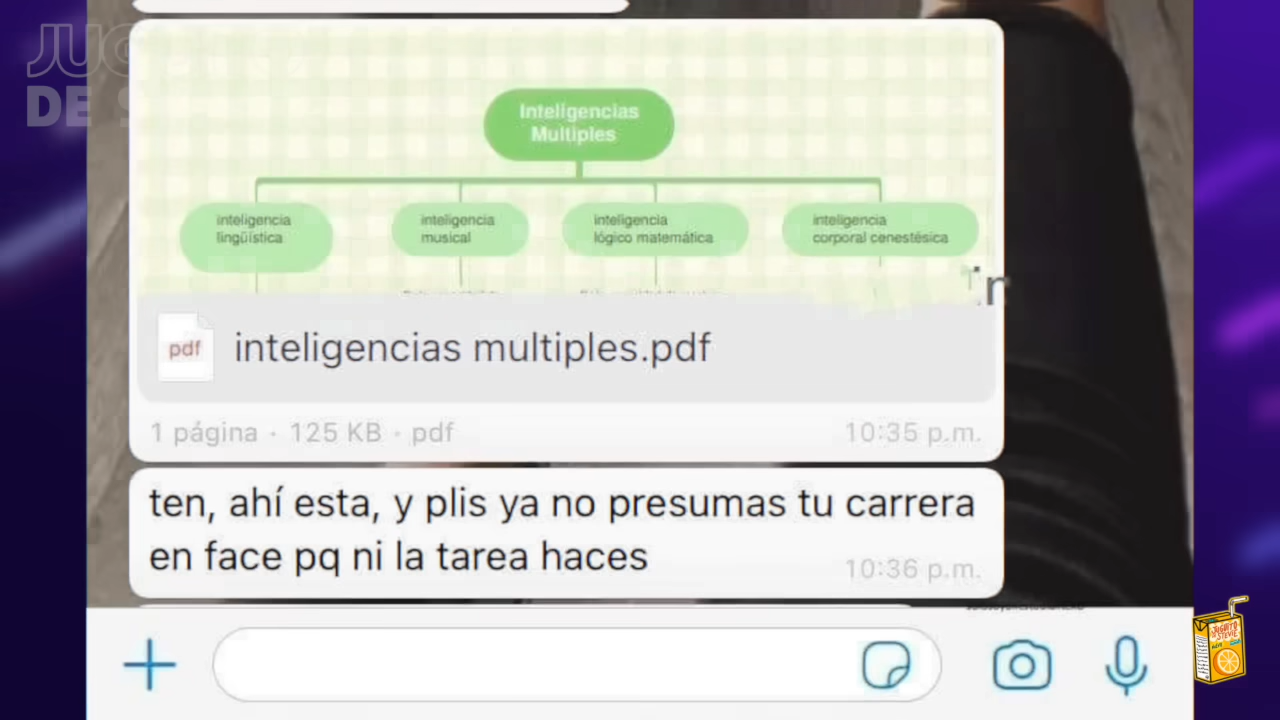 Inteligencias
Multiples
inteligencia
lingüística
inteligencia
musical
inteligencia
lógico matemática
inteligencia
corporal cenestésica
pdf
inteligencias multiples.pdf
1 página · 125 KB · pdf
10:35 p.m.
ten, ahí esta, y plis ya no presumas tu carrera
en face pq ni la tarea haces
10:36 p.m.